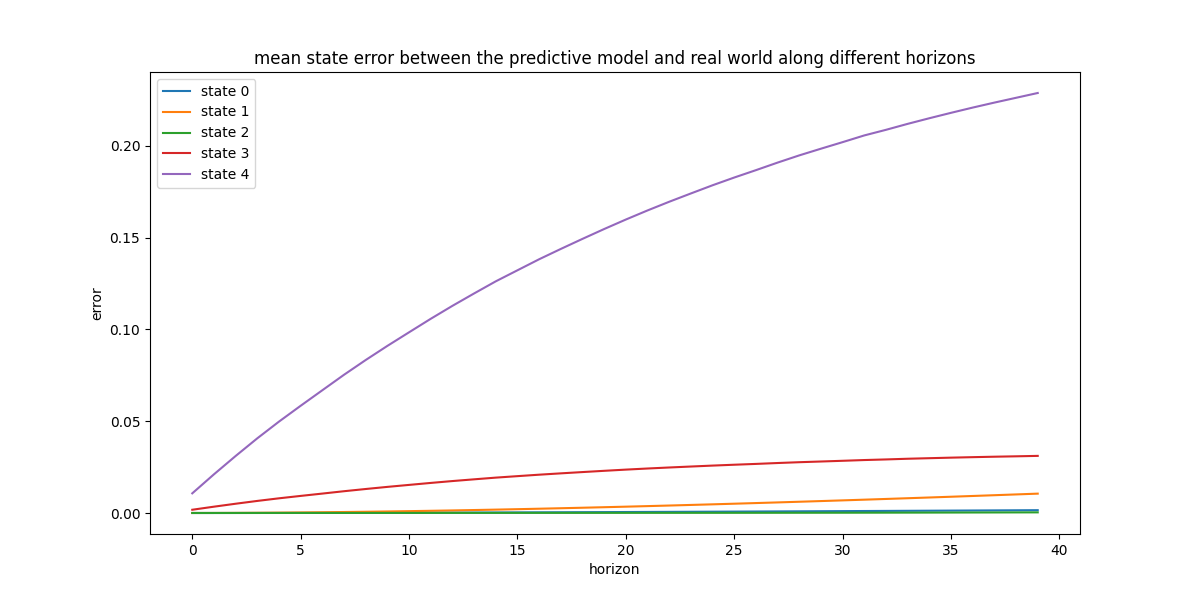 mean state error between the predictive model and real world along different horizons
state 0
state 1
state 2
state 3
state 4
error
0.20
0.15
0.10
0.05
0.00
0 5 10 15 20 25 30 35 40
horizon